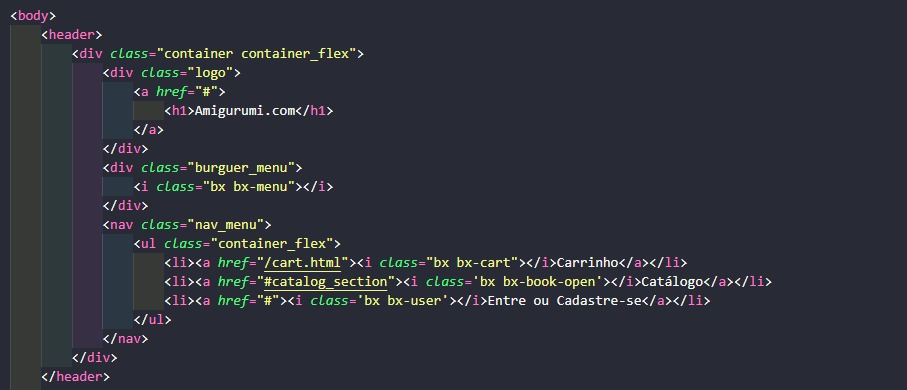 <body>
<header>
<div class="container container_flex">
<div class="logo">
<a href="#">
<h1>Amigurumi.com</h1>
</a>
</div>
<div class="burguer_menu">
<i class="bx bx-menu"></i>
</div>
<nav class="nav_menu">
<ul class="container_flex">
<li><a href="/cart.html"><i class="bx bx-cart"></i>Carrinho</a></li>
<li><a href="#catalog_section"><i class='bx bx-book-open'></i>Catálogo</a></li>
<li><a href="#"><i class='bx bx-user'></i>Entre ou Cadastre-se</a></li>
</ul>
</nav>
</div>
</header>